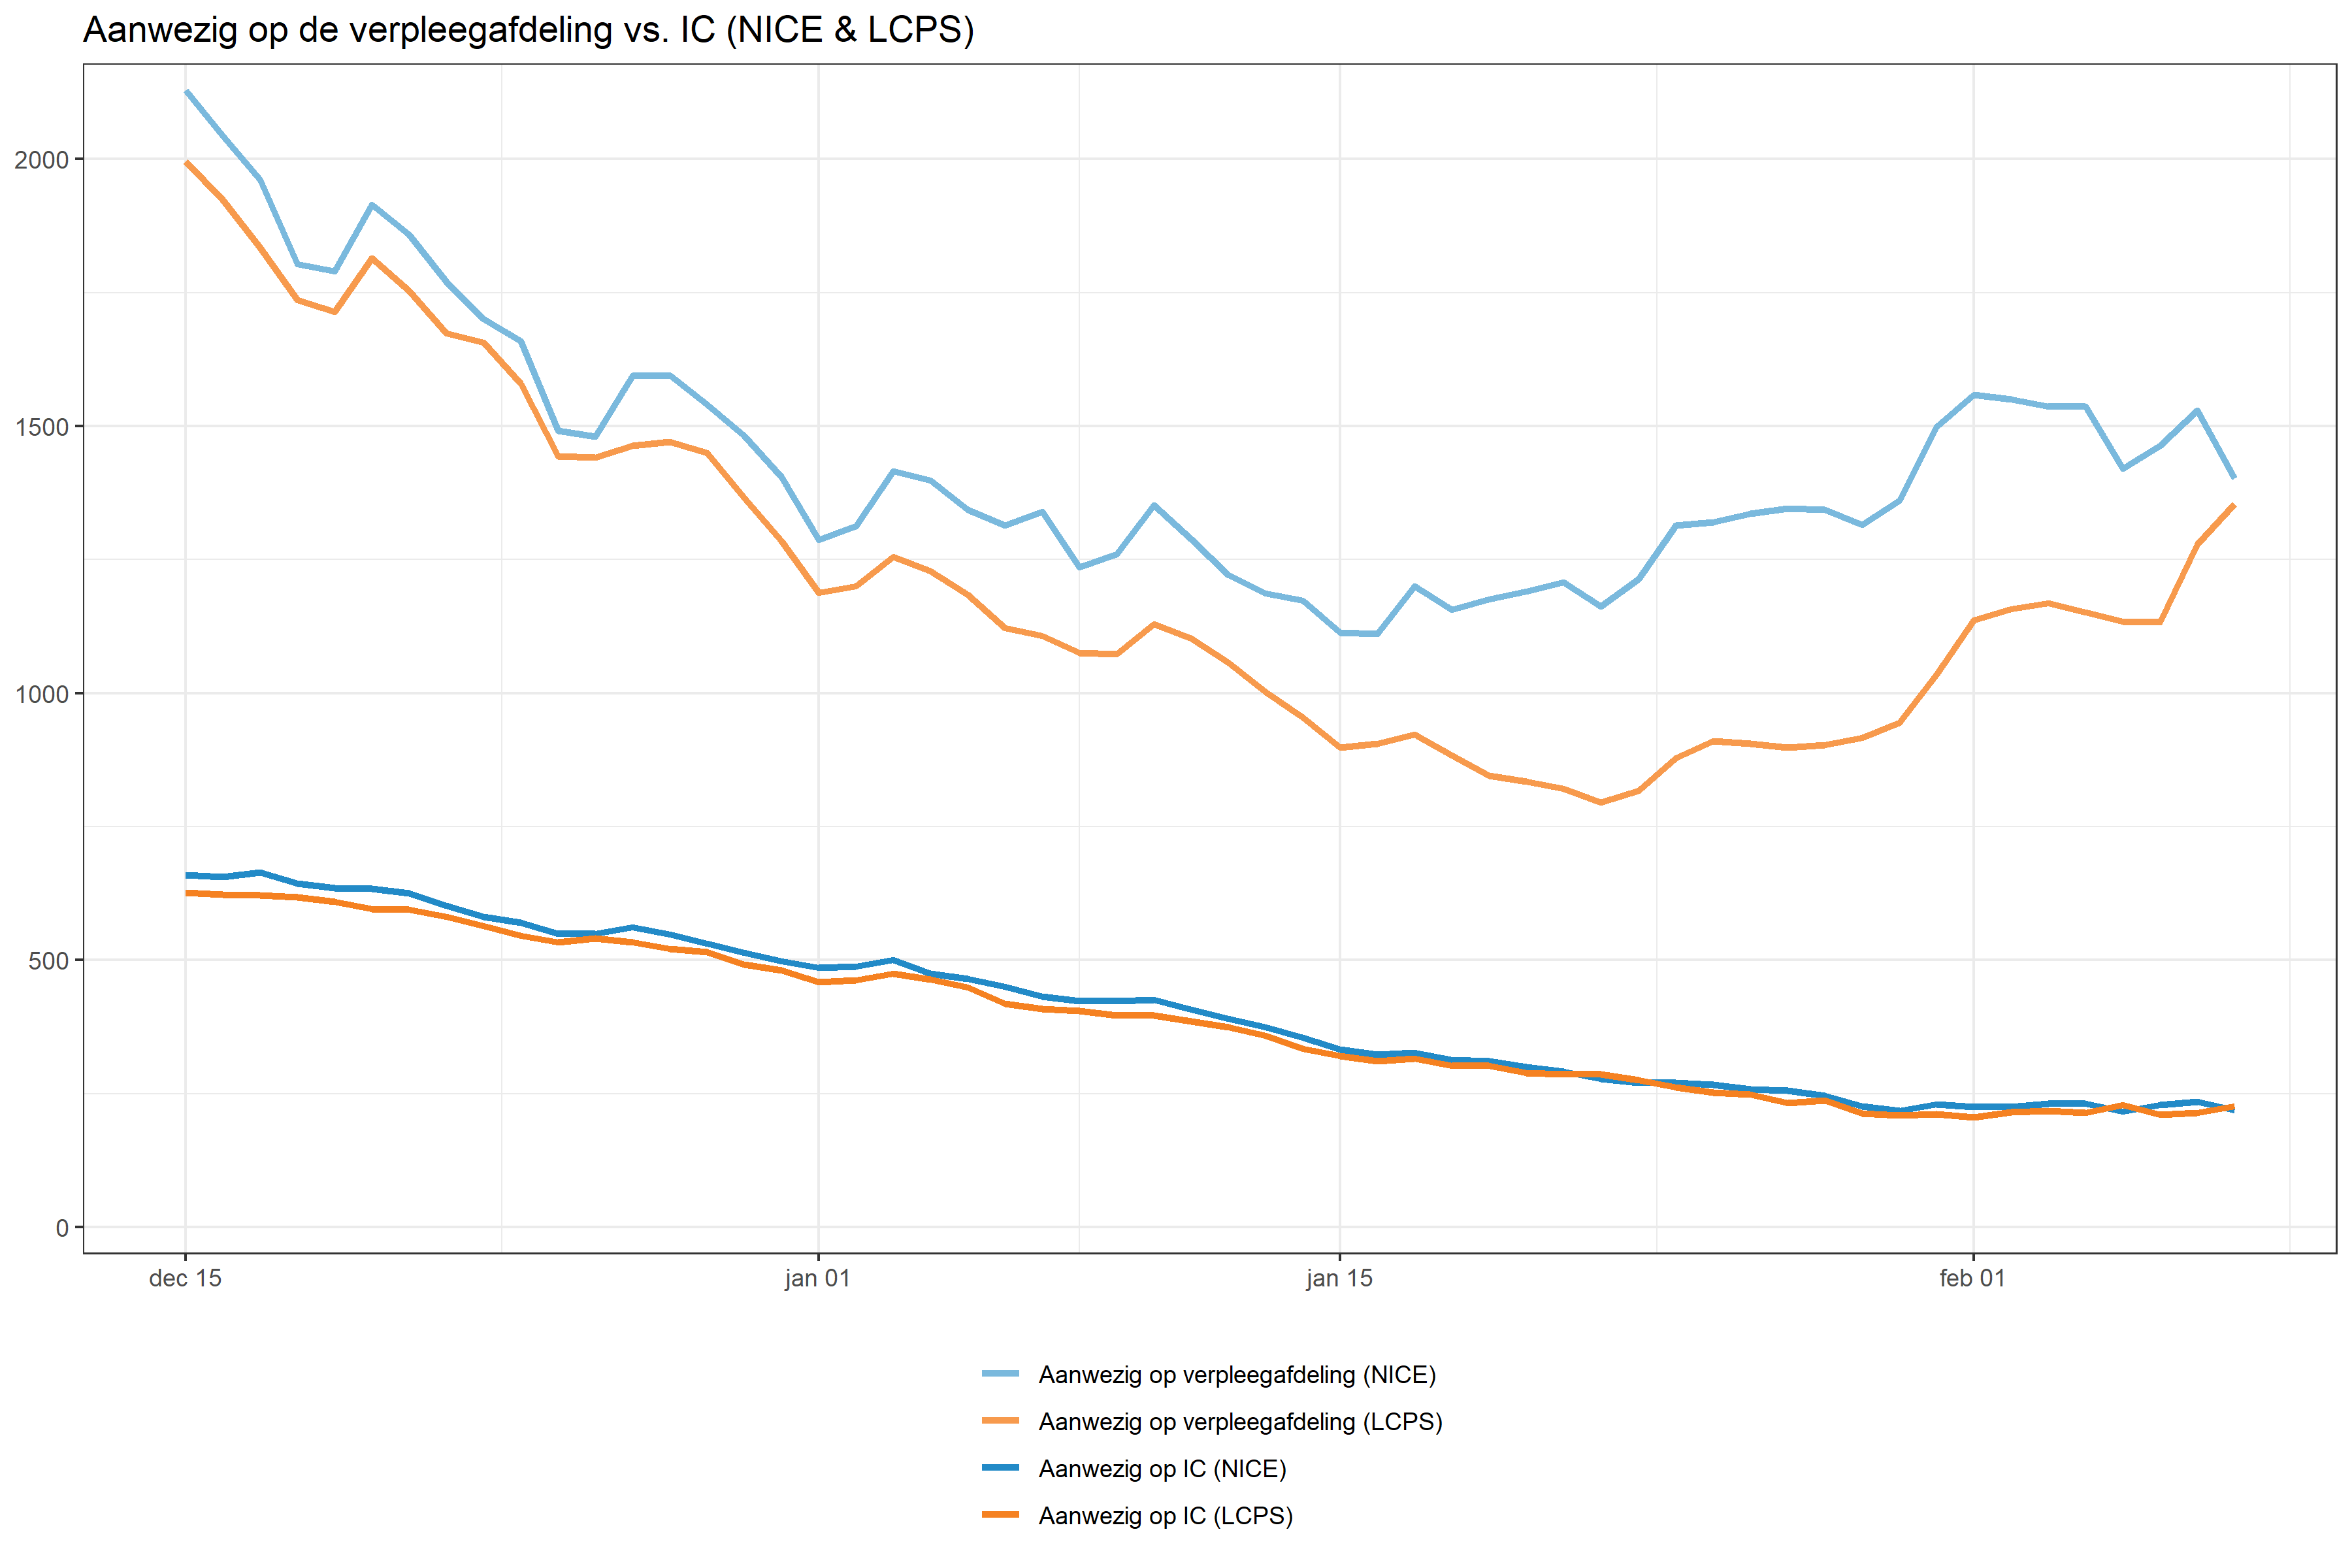 Aanwezig op de verpleegafdeling vs. IC (NICE & LCPS)
2000
1500
1000
500
0
dec 15
jan 01
jan 15
feb 01
Aanwezig op verpleegafdeling (NICE)
Aanwezig op verpleegafdeling (LCPS)
Aanwezig op IC (NICE)
Aanwezig op IC (LCPS)